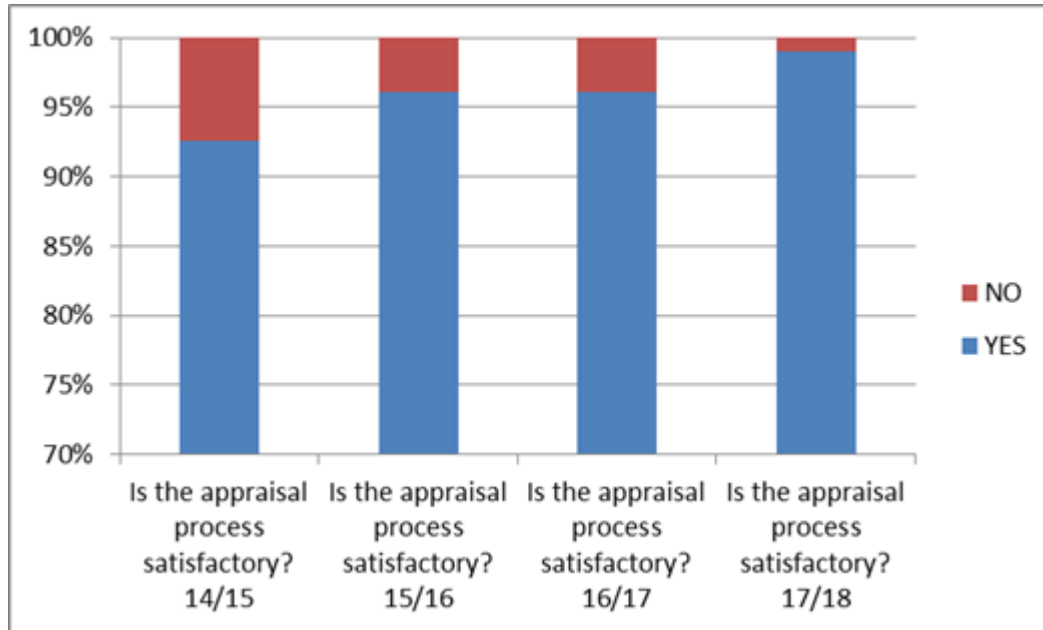 100%
95%
90%
85%
80%
75%
70%
Is the appraisal
process
satisfactory?
14/15
Is the appraisal
process
satisfactory?
15/16
Is the appraisal
process
satisfactory?
16/17
Is the appraisal
process
satisfactory?
17/18
NO
YES